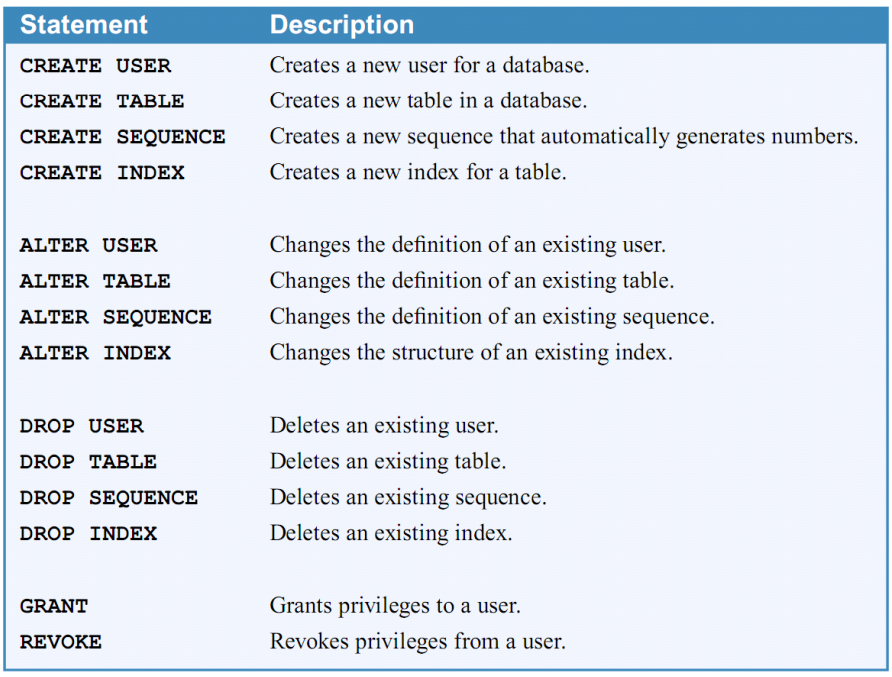 Statement Description
CREATE USER Creates a new user for a database.
CREATE TABLE Creates a new table in a database.
CREATE SEQUENCE Creates a new sequence that automatically generates numbers.
CREATE INDEX Creates a new index for a table.
ALTER USER Changes the definition of an existing user.
ALTER TABLE Changes the definition of an existing table.
ALTER SEQUENCE Changes the definition of an existing sequence.
ALTER INDEX Changes the structure of an existing index.
DROP USER Deletes an existing user.
DROP TABLE Deletes an existing table.
DROP SEQUENCE Deletes an existing sequence.
DROP INDEX Deletes an existing index.
GRANT Grants privileges to a user.
REVOKE Revokes privileges from a user.